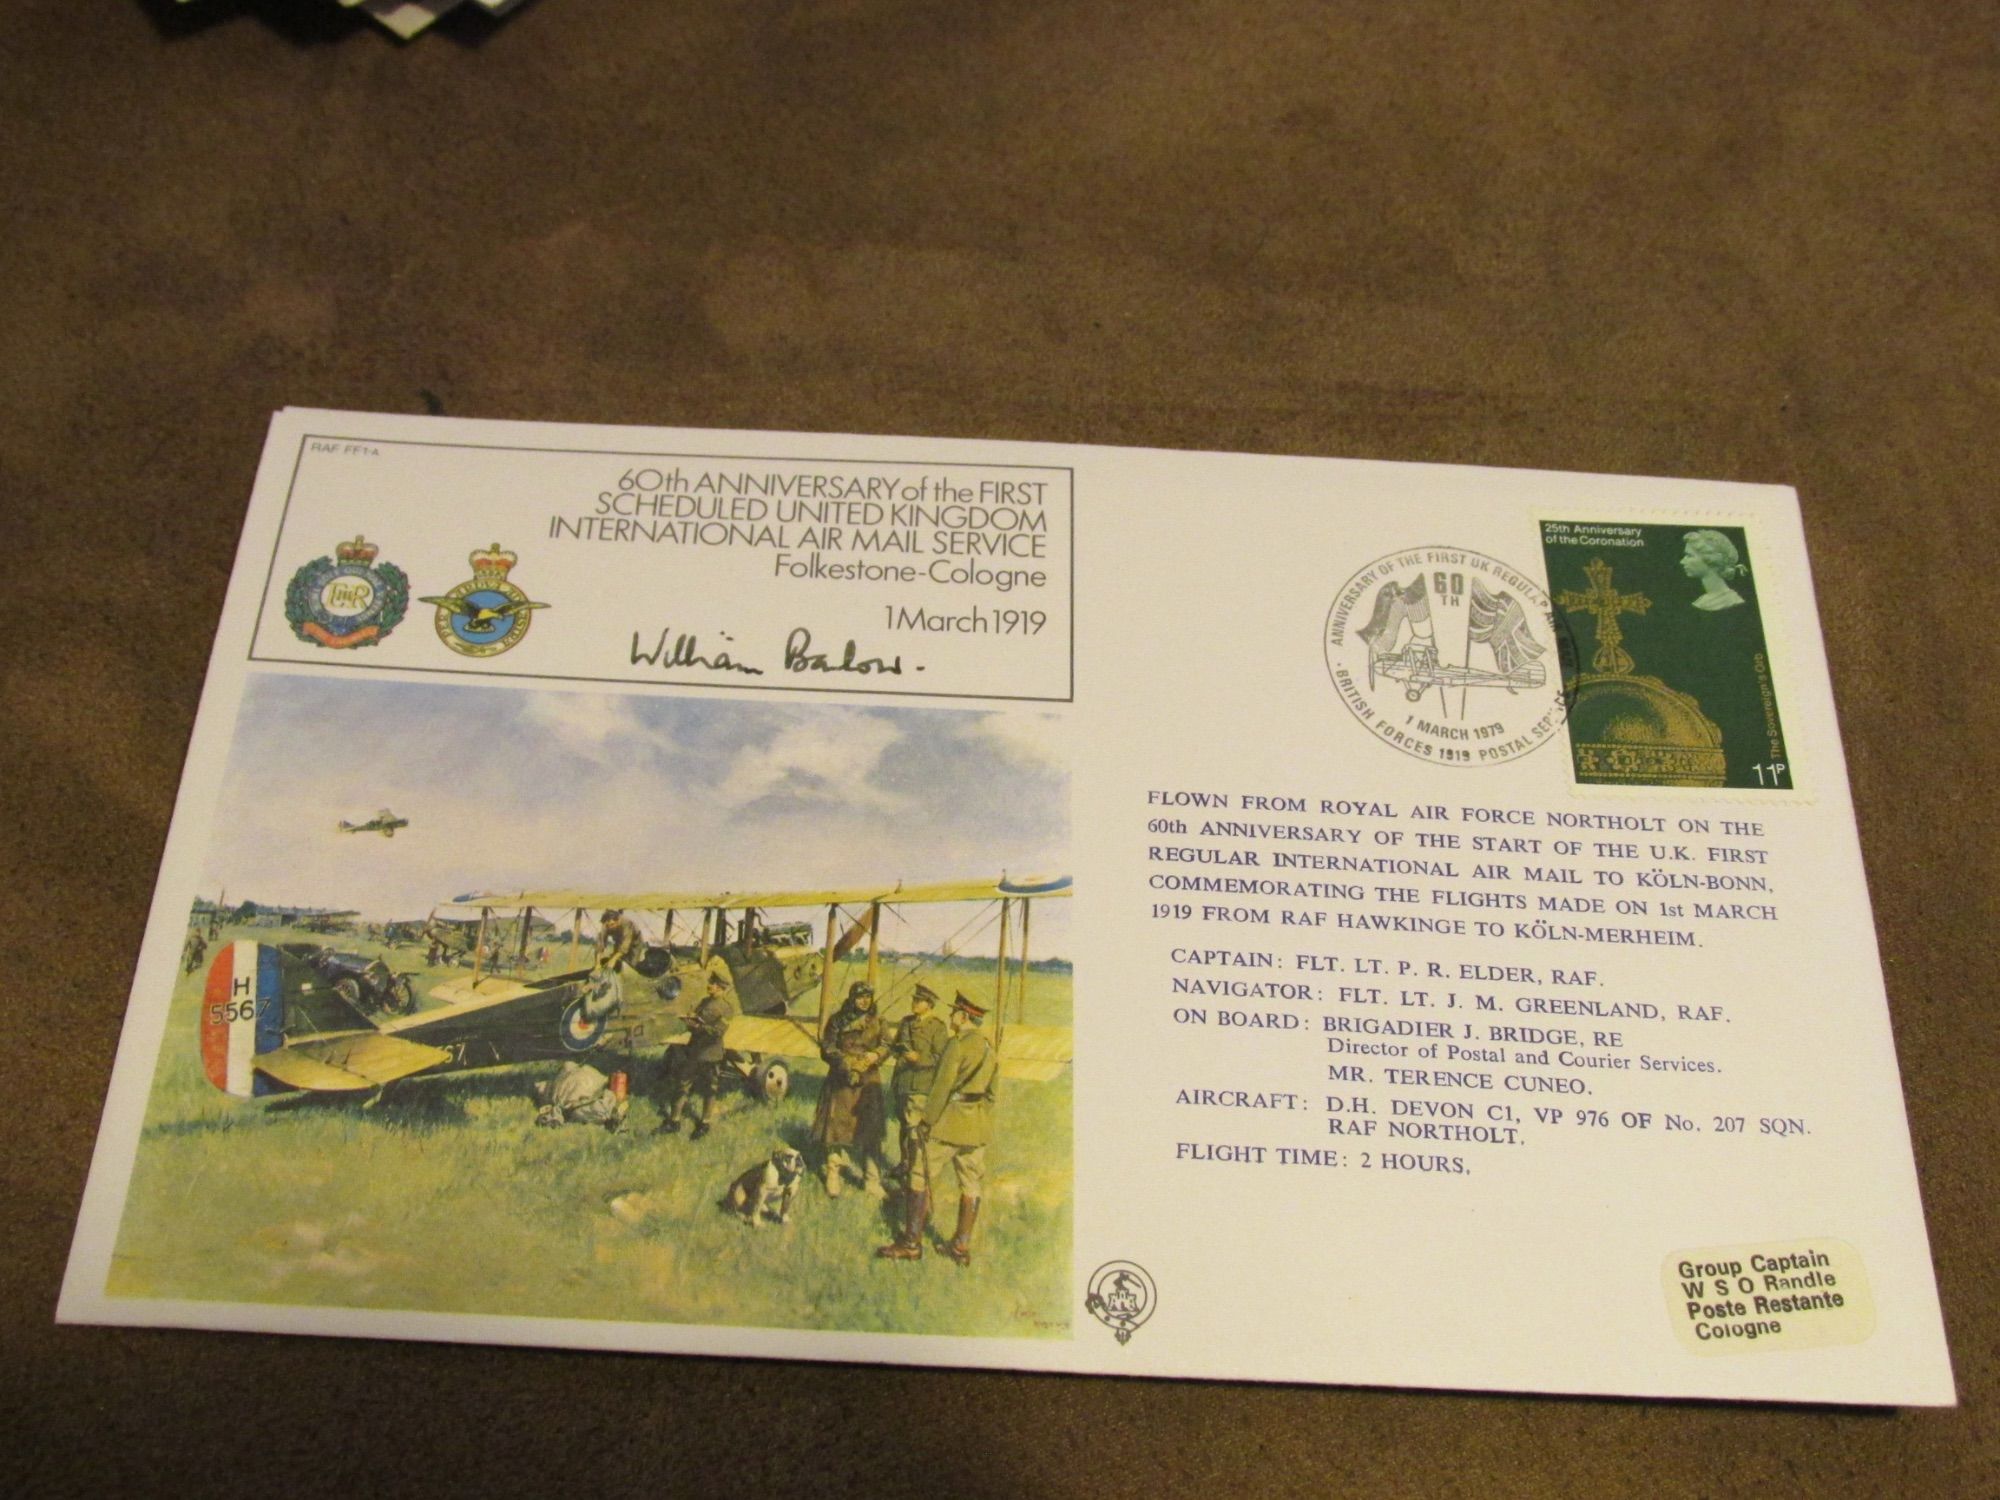 RAF FF1·A
60th ANNIVERSARY of the FIRST
SCHEDULED UNITED KINGDOM
INTERNATIONAL AIR MAIL SERVICE
Folkestone-Cologne
1 March 1919
William Barlow.
ANNIVERSARY OF THE FIRST UK REGULAR AIR
60
TH
1 MARCH 1979
BRITISH FORCES 1919 POSTAL SERVICE
25th Anniversary
of the Coronation
The Sovereign's Orb
11P
FLOWN FROM ROYAL AIR FORCE NORTHOLT ON THE
60th ANNIVERSARY OF THE START OF THE U.K. FIRST
REGULAR INTERNATIONAL AIR MAIL TO KÖLN-BONN,
COMMEMORATING THE FLIGHTS MADE ON 1st MARCH
1919 FROM RAF HAWKINGE TO KÖLN-MERHEIM.
CAPTAIN: FLT. LT. P. R. ELDER, RAF.
NAVIGATOR: FLT. LT. J. M. GREENLAND, RAF.
ON BOARD: BRIGADIER J. BRIDGE, RE
Director of Postal and Courier Services.
MR. TERENCE CUNEO.
AIRCRAFT: D.H. DEVON C1, VP 976 OF No. 207 SQN.
RAF NORTHOLT.
FLIGHT TIME: 2 HOURS,
H
5567
67
Group Captain
W S O Randle
Poste Restante
Cologne